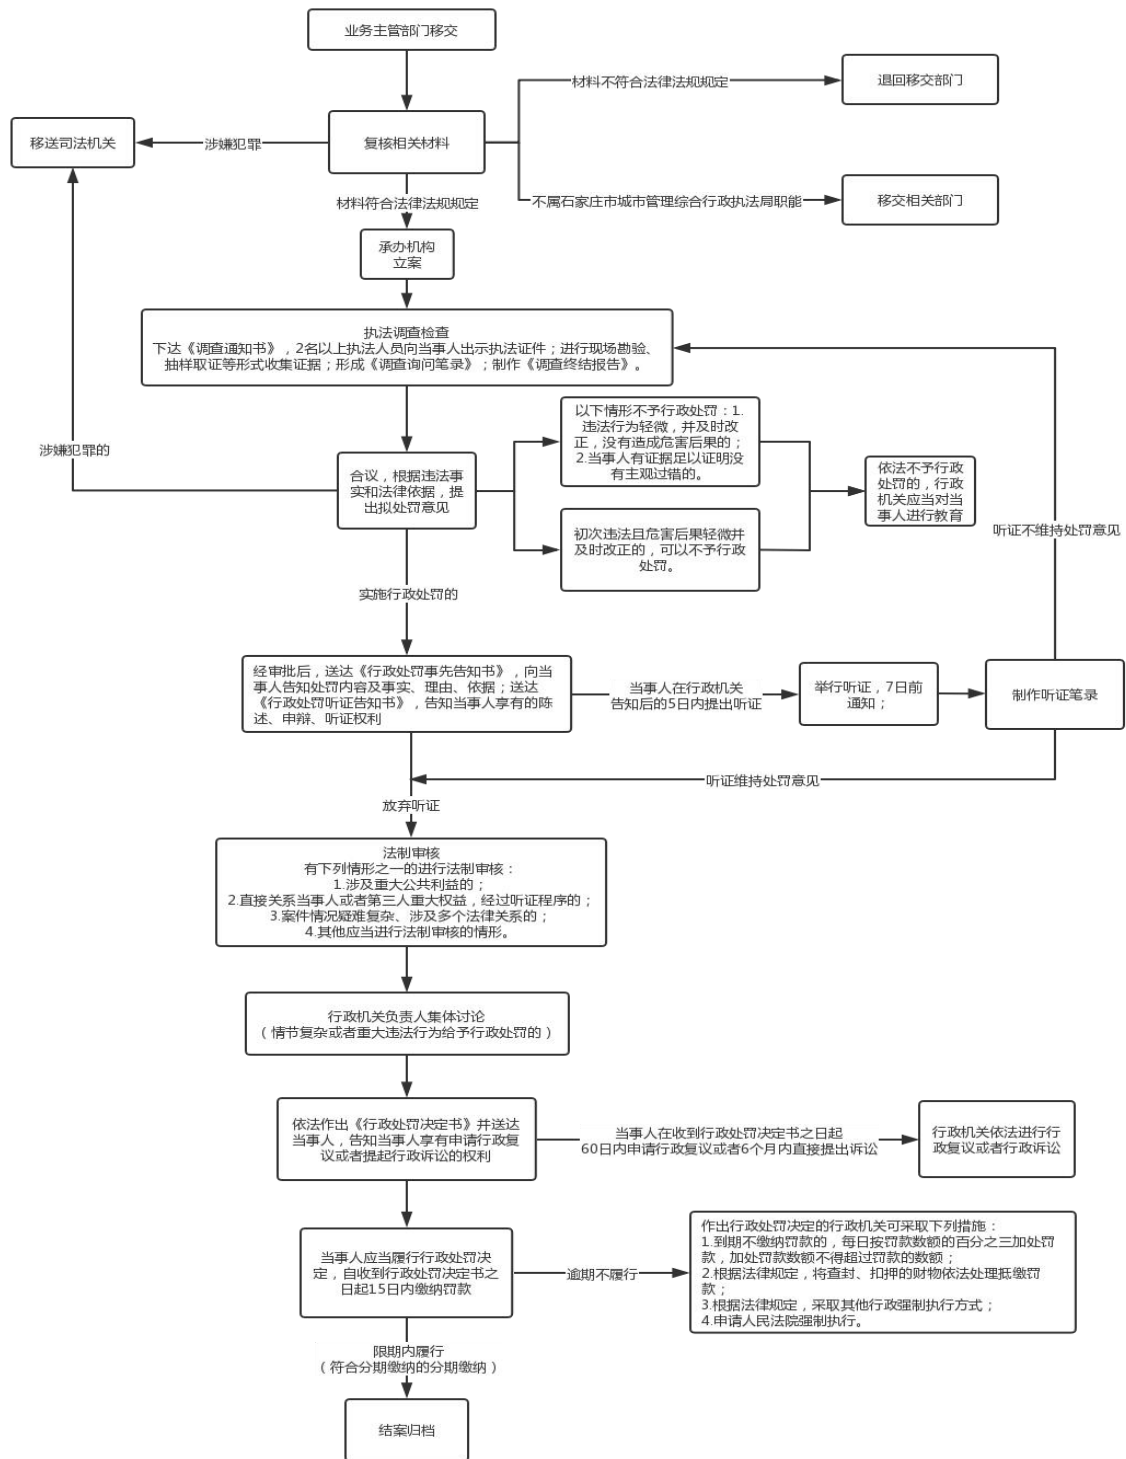 业务主管部门移交
材料不符合法律法规规定
退回移交部门
移送司法机关
涉嫌犯罪
复核相关材料
不属石家庄市城市管理综合行政执法局职能
移交相关部门
材料符合法律法规规定
承办机构
立案
执法调查检查
下达《调查通知书》，2名以上执法人员向当事人出示执法证件；进行现场勘验、
抽样取证等形式收集证据；形成《调查询问笔录》；制作《调查终结报告》。
涉嫌犯罪的
合议，根据违法事
实和法律依据，提
出拟处罚意见
以下情形不予行政处罚：1.
违法行为轻微，并及时改
正，没有造成危害后果的；
2.当事人有证据足以证明没
有主观过错的。
初次违法且危害后果轻微并
及时改正的，可以不予行政
处罚。
依法不予行政
处罚的，行政
机关应当对当
事人进行教育
听证不维持处罚意见
实施行政处罚的
经审批后，送达《行政处罚事先告知书》，向当
事人告知处罚内容及事实、理由、依据；送达
《行政处罚听证告知书》，告知当事人享有的陈
述、申辩、听证权利
当事人在行政机关
告知后的5日内提出听证
举行听证，7日前
通知；
制作听证笔录
听证维持处罚意见
放弃听证
法制审核
有下列情形之一的进行法制审核：
1.涉及重大公共利益的；
2.直接关系当事人或者第三人重大权益，经过听证程序的；
3.案件情况疑难复杂、涉及多个法律关系的；
4.其他应当进行法制审核的情形。
行政机关负责人集体讨论
（情节复杂或者重大违法行为给予行政处罚的）
依法作出《行政处罚决定书》并送达
当事人，告知当事人享有申请行政复
议或者提起行政诉讼的权利
当事人在收到行政处罚决定书之日起
60日内申请行政复议或者6个月内直接提出诉讼
行政机关依法进行行
政复议或者行政诉讼
当事人应当履行行政处罚决
定，自收到行政处罚决定书之
日起15日内缴纳罚款
逾期不履行
作出行政处罚决定的行政机关可采取下列措施：
1.到期不缴纳罚款的，每日按罚款数额的百分之三加处罚
款，加处罚款数额不得超过罚款的数额；
2.根据法律规定，将查封、扣押的财物依法处理抵缴罚
款；
3.根据法律规定，采取其他行政强制执行方式；
4.申请人民法院强制执行。
限期内履行
（符合分期缴纳的分期缴纳）
结案归档